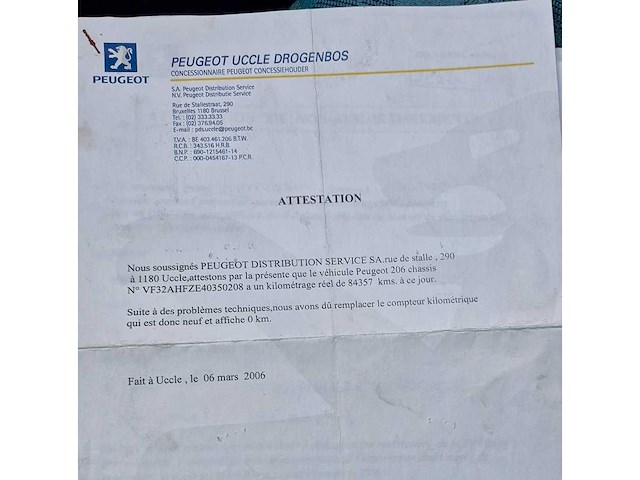 PEUGEOT
PEUGEOT UCCLE DROGENBOS
CONCESSIONNAIRE PEUGEOT CONCESSIEHOUDER
S.A. Peugeot Distribution Service
N.V. Peugeot Distributie Service
Rue de Stallestraat, 290
Bruxelles 1180 Brussel
Tel. : (02) 333.33.33
Fax : (02) 376.94.05
E-mail : pds.uccle@peugeot.be
T.V.A. : BE 403.461.206 B.T.W.
R.C.B. : 343.516 H.R.B.
B.N.P. : 690-1215461-14
C.C.P. : 000-0454167-13 P.C.R.
ATTESTATION
Nous soussignés PEUGEOT DISTRIBUTION SERVICE SA.rue de stalle , 290
à 1180 Uccle,attestons par la présente que le véhicule Peugeot 206 chassis
N° VF32AHFZE40350208 a un kilométrage réel de 84357 kms. à ce jour.
Suite à des problèmes techniques,nous avons dû remplacer le compteur kilométrique
qui est donc neuf et affiche 0 km.
Fait à Uccle , le 06 mars 2006